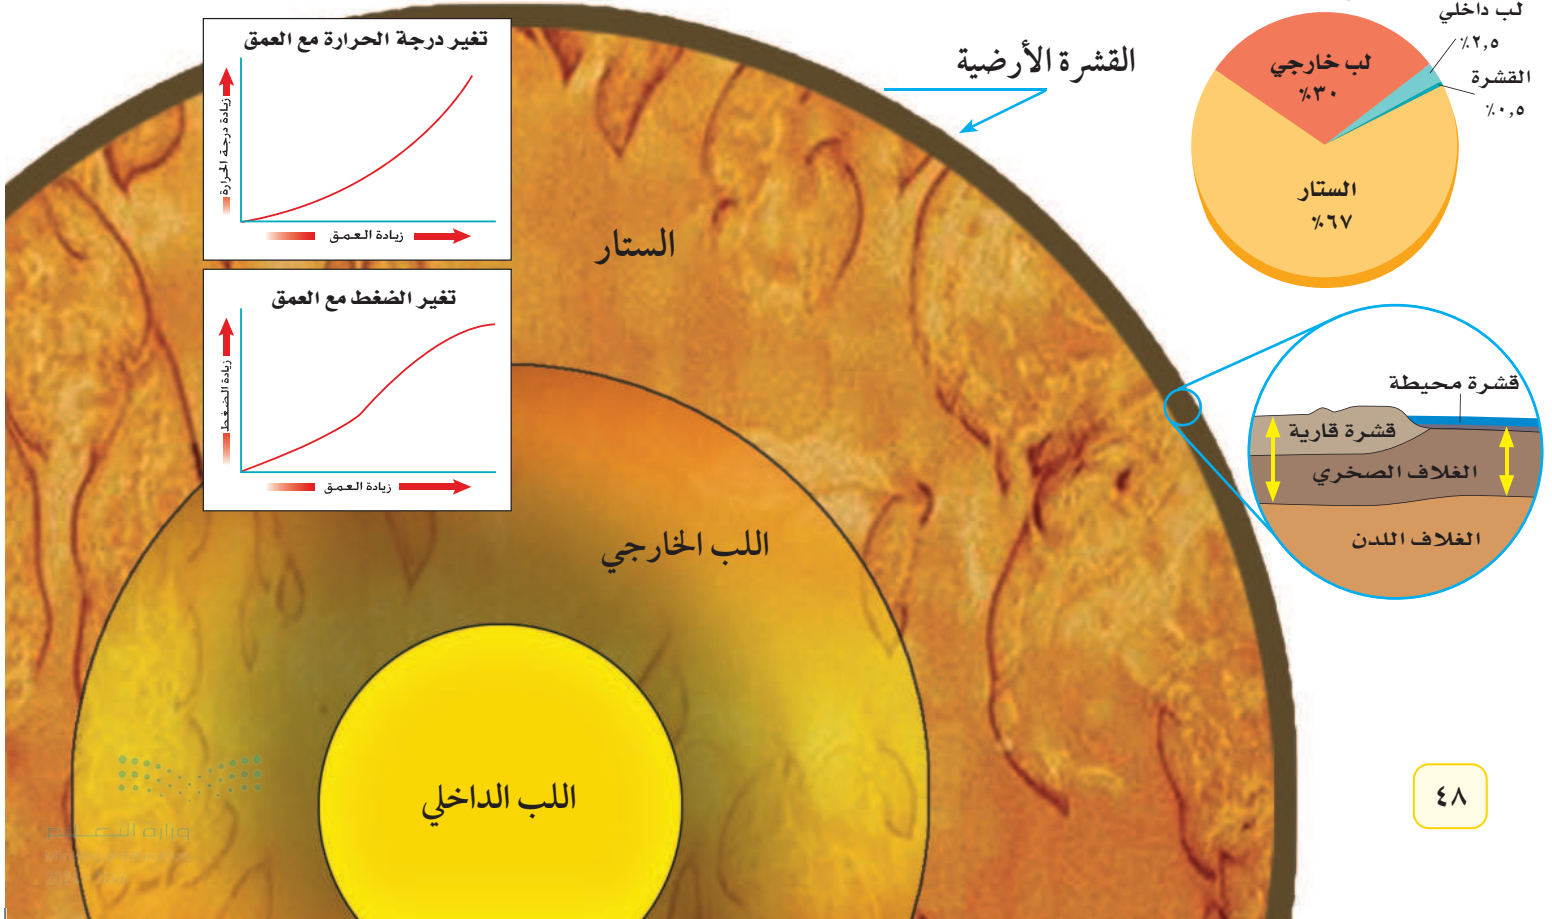 لب داخلي
٪٢,٥
القشرة
٪٠,٥
لب خارجي
٪٣٠
الستار
٪٦٧
القشرة الأرضية
تغير درجة الحرارة مع العمق
زيادة درجة الحرارة
زيادة العمق
تغير الضغط مع العمق
زيادة الضغط
زيادة العمق
الستار
قشرة محيطة
قشرة قارية
الغلاف الصخري
الغلاف اللدن
اللب الخارجي
اللب الداخلي
٤٨
وزارة التعليم